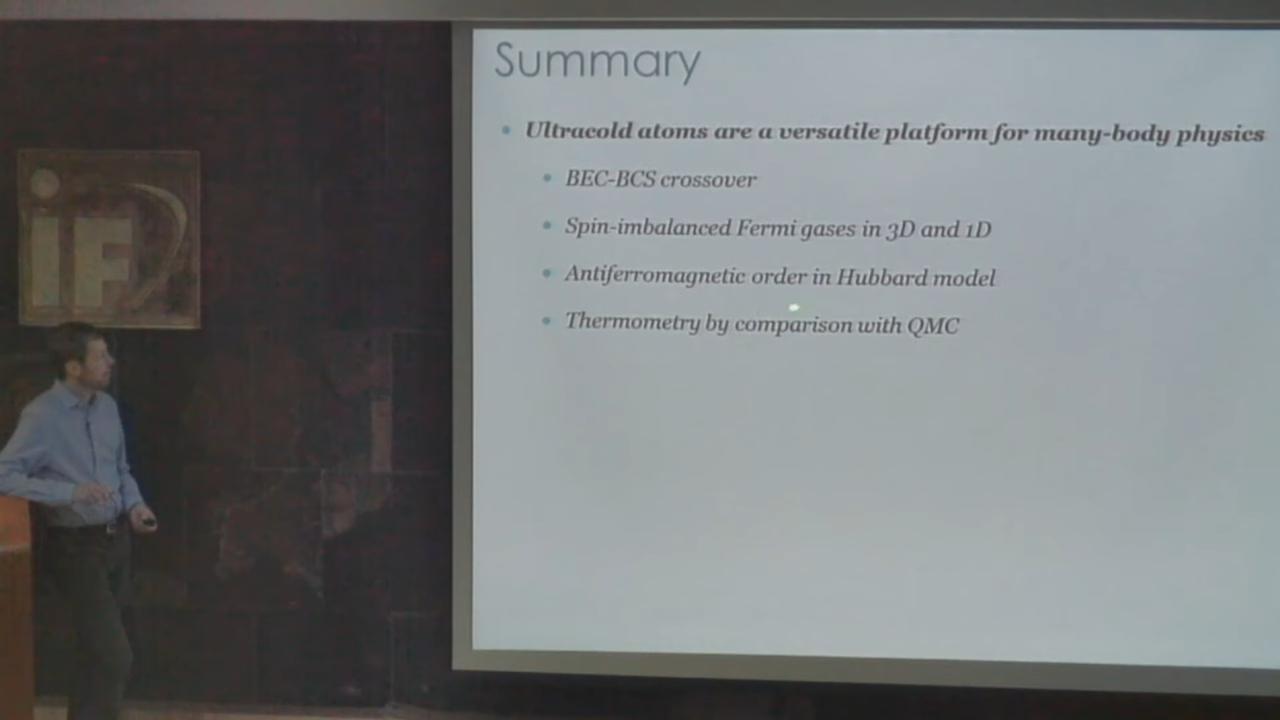 Summary
Ultracold atoms are a versatile platform for many-body physics
BEC-BCS crossover
Spin-imbalanced Fermi gases in 3D and 1D
Antiferromagnetic order in Hubbard model
Thermometry by comparison with QMC
iF